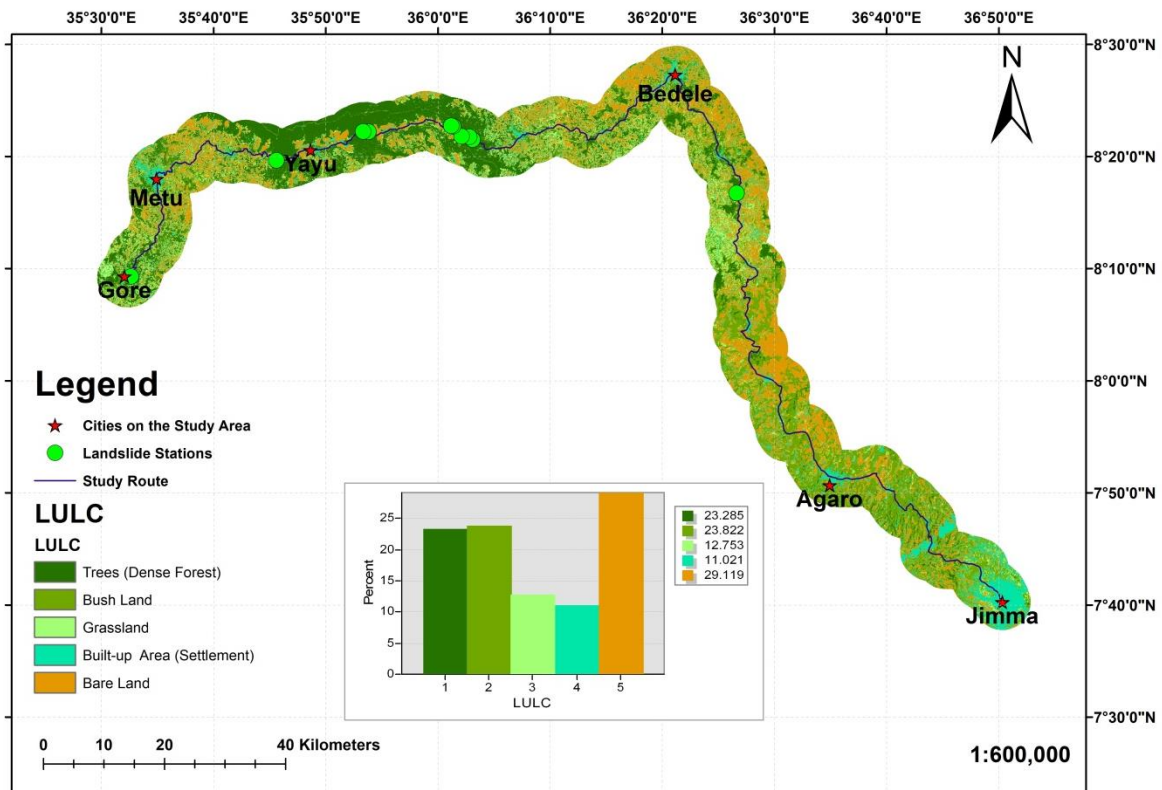 35°30'0"E 35°40'0"E 35°50'0"E 36°0'0"E 36°10'0"E 36°20'0"E 36°30'0"E 36°40'0"E 36°50'0"E
8°30'0"N
N
Bedele
8°20'0"N
Yayu
Metu
8°10'0"N
Gore
8°0'0"N
Agaro
7°50'0"N
Jimma
7°40'0"N
7°30'0"N
Legend
Cities on the Study Area
Landslide Stations
Study Route
LULC
LULC
Trees (Dense Forest)
Bush Land
Grassland
Built-up Area (Settlement)
Bare Land
0 10 20 40 Kilometers
Percent
25
20
15
10
5
0
1 2 3 4 5
LULC
23.285
23.822
12.753
11.021
29.119
1:600,000